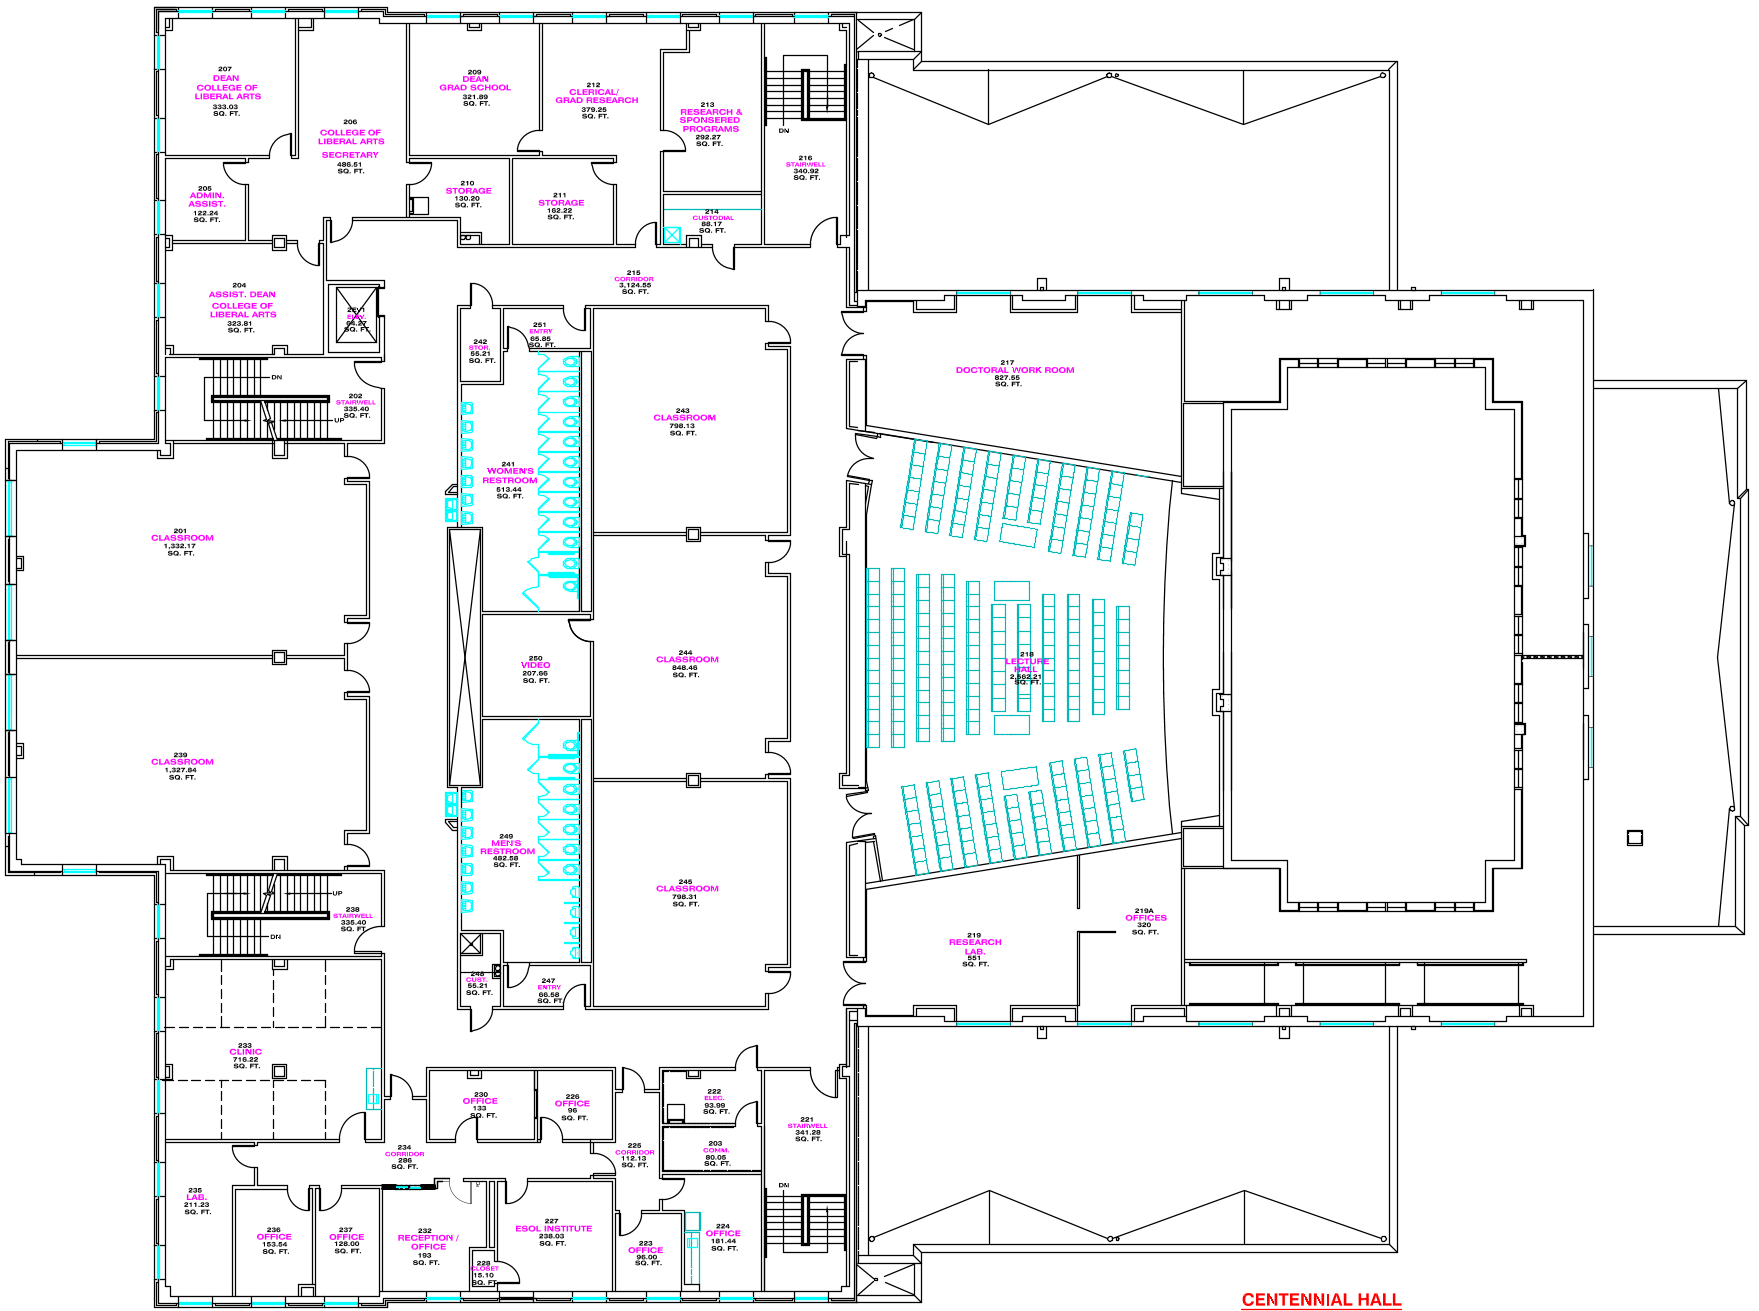 207
DEAN
COLLEGE OF
LIBERAL ARTS
333.03
SQ. FT.
206
COLLEGE OF
LIBERAL ARTS
SECRETARY
486.51
SQ. FT.
209
DEAN
GRAD SCHOOL
321.89
SQ. FT.
212
CLERICAL/
GRAD RESEARCH
379.25
SQ. FT.
213
RESEARCH &
SPONSERED
PROGRAMS
292.27
SQ. FT.
DN
216
STAIRWELL
340.92
SQ. FT.
205
ADMIN.
ASSIST.
122.24
SQ. FT.
210
STORAGE
130.20
SQ. FT.
211
STORAGE
162.22
SQ. FT.
214
CUSTODIAL
88.17
SQ. FT.
204
ASSIST. DEAN
COLLEGE OF
LIBERAL ARTS
323.81
SQ. FT.
ELEV.
SQ. FT.
215
CORRIDOR
3,124.55
SQ. FT.
251
ENTRY
65.85
SQ. FT.
242
STOR.
55.21
SQ. FT.
217
DOCTORAL WORK ROOM
827.55
SQ. FT.
DN
202
STAIRWELL
335.40
SQ. FT.
UP
243
CLASSROOM
798.13
SQ. FT.
241
WOMEN'S
RESTROOM
513.44
SQ. FT.
201
CLASSROOM
1,332.17
SQ. FT.
250
VIDEO
207.66
SQ. FT.
244
CLASSROOM
848.46
SQ. FT.
218
LECTURE
HALL
2,562.21
SQ. FT.
239
CLASSROOM
1,327.84
SQ. FT.
249
MEN'S
RESTROOM
482.58
SQ. FT.
245
CLASSROOM
798.31
SQ. FT.
UP
238
STAIRWELL
335.40
SQ. FT.
DN
219
RESEARCH
LAB.
551
SQ. FT.
219A
OFFICES
320
SQ. FT.
248
CUST.
55.21
SQ. FT.
247
ENTRY
66.58
SQ. FT.
233
CLINIC
716.22
SQ. FT.
230
OFFICE
133
SQ. FT.
226
OFFICE
96
SQ. FT.
222
ELEC.
93.99
SQ. FT.
221
STAIRWELL
341.28
SQ. FT.
234
CORRIDOR
286
SQ. FT.
225
CORRIDOR
112.13
SQ. FT.
203
COMM.
80.05
SQ. FT.
235
LAB.
211.23
SQ. FT.
DN
236
OFFICE
153.54
SQ. FT.
237
OFFICE
128.00
SQ. FT.
232
RECEPTION /
OFFICE
193
SQ. FT.
227
ESOL INSTITUTE
238.03
SQ. FT.
223
OFFICE
96.00
SQ. FT.
224
OFFICE
181.44
SQ. FT.
228
CLOSET
15.10
SQ. FT.
CENTENNIAL HALL